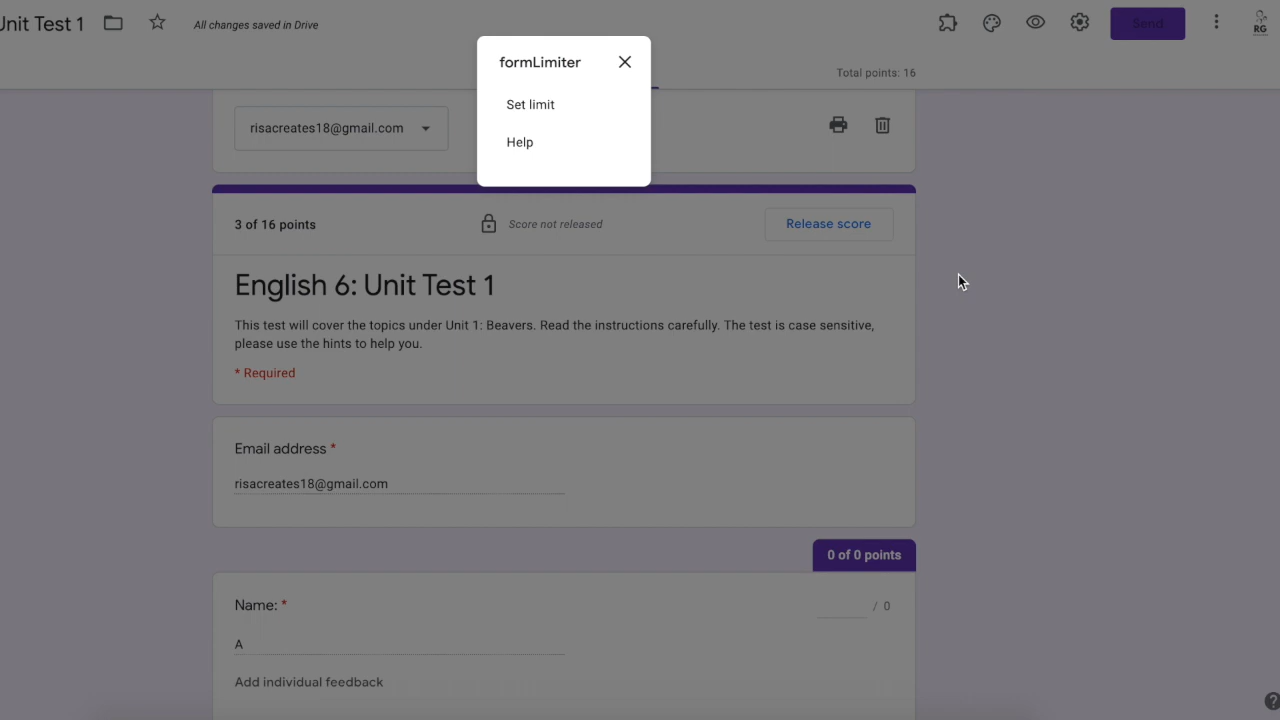 Unit Test 1
All changes saved in Drive
Send
RG
formLimiter
Total points: 16
Set limit
risacreates18@gmail.com
Help
3 of 16 points
Score not released
Release score
English 6: Unit Test 1
This test will cover the topics under Unit 1: Beavers. Read the instructions carefully. The test is case sensitive,
please use the hints to help you.
* Required
Email address *
risacreates18@gmail.com
0 of 0 points
Name: *
/ 0
A
Add individual feedback